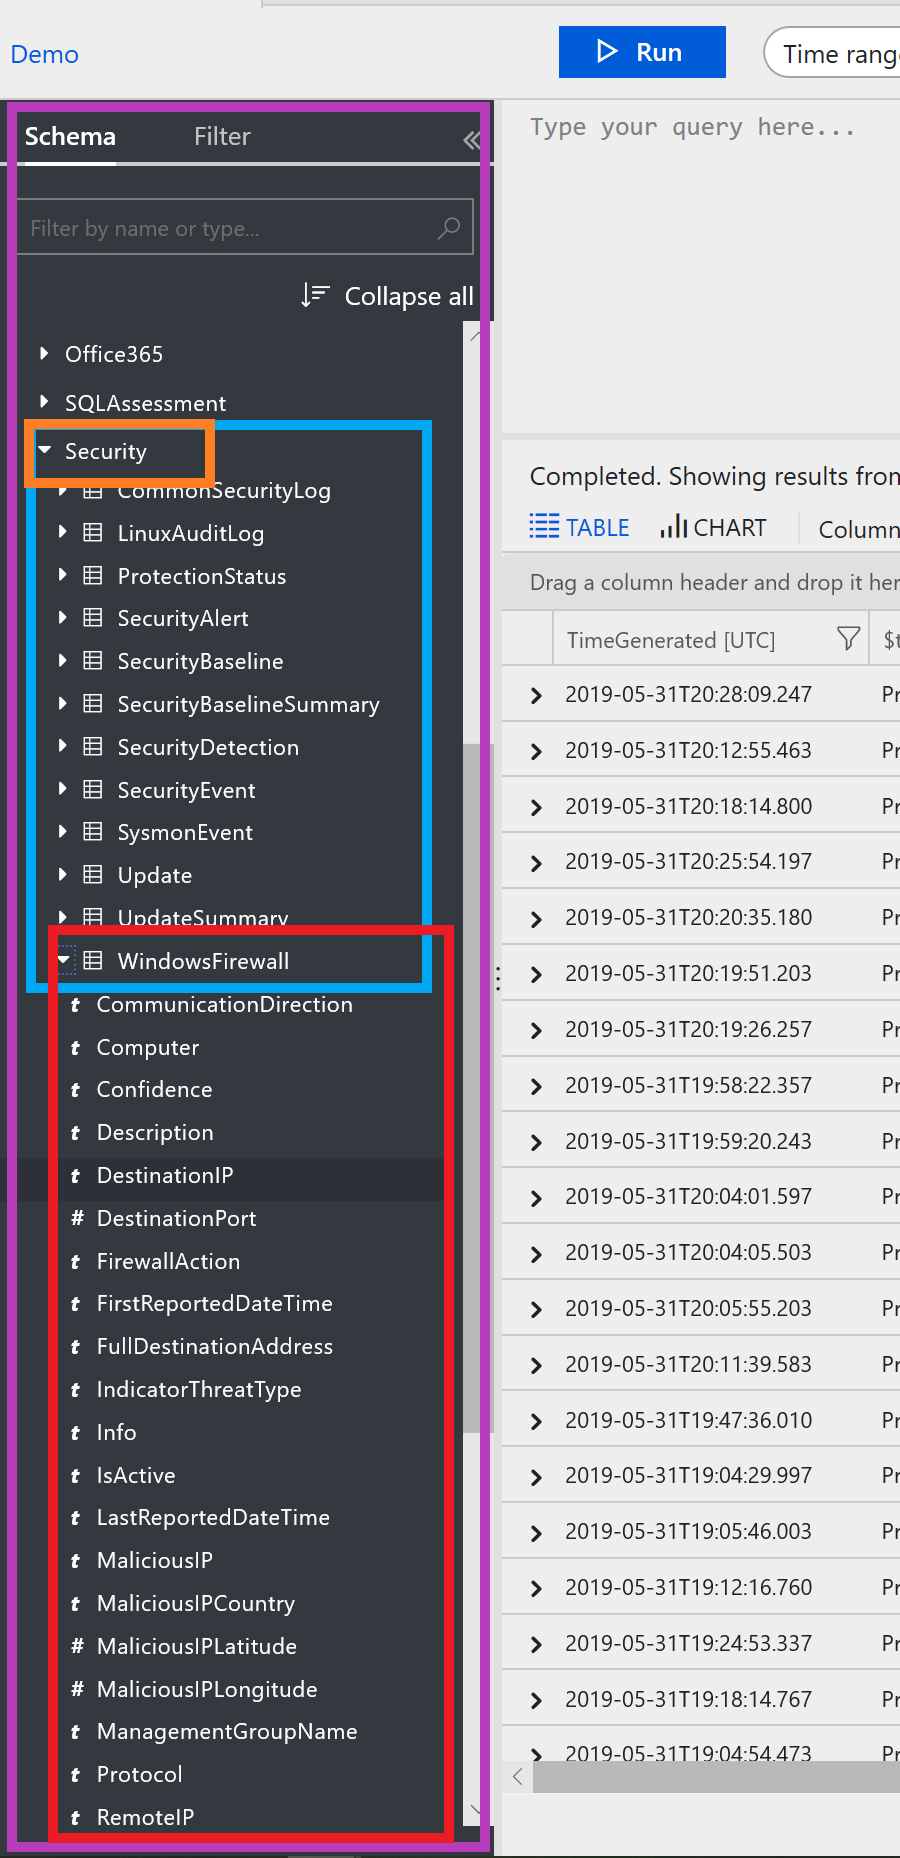 Demo
Run
Time rang
Schema
Filter
Type your query here...
Filter by name or type...
Collapse all
Office365
SQLAssessment
Security
CommonSecurityLog
LinuxAuditLog
ProtectionStatus
SecurityAlert
SecurityBaseline
SecurityBaselineSummary
SecurityDetection
SecurityEvent
SysmonEvent
Update
UpdateSummary
WindowsFirewall
t CommunicationDirection
t Computer
t Confidence
t Description
t DestinationIP
# DestinationPort
t FirewallAction
t FirstReportedDateTime
t FullDestinationAddress
t IndicatorThreatType
t Info
t IsActive
t LastReportedDateTime
t MaliciousIP
t MaliciousIPCountry
# MaliciousIPLatitude
# MaliciousIPLongitude
t ManagementGroupName
t Protocol
t RemoteIP
Completed. Showing results from
TABLE CHART Column
Drag a column header and drop it her
TimeGenerated [UTC] $t
2019-05-31T20:28:09.247 Pr
2019-05-31T20:12:55.463 Pr
2019-05-31T20:18:14.800 Pr
2019-05-31T20:25:54.197 Pr
2019-05-31T20:20:35.180 Pr
2019-05-31T20:19:51.203 Pr
2019-05-31T20:19:26.257 Pr
2019-05-31T19:58:22.357 Pr
2019-05-31T19:59:20.243 Pr
2019-05-31T20:04:01.597 Pr
2019-05-31T20:04:05.503 Pr
2019-05-31T20:05:55.203 Pr
2019-05-31T20:11:39.583 Pr
2019-05-31T19:47:36.010 Pr
2019-05-31T19:04:29.997 Pr
2019-05-31T19:05:46.003 Pr
2019-05-31T19:12:16.760 Pr
2019-05-31T19:24:53.337 Pr
2019-05-31T19:18:14.767 Pr
2019-05-31T19:04:54.473 Pr